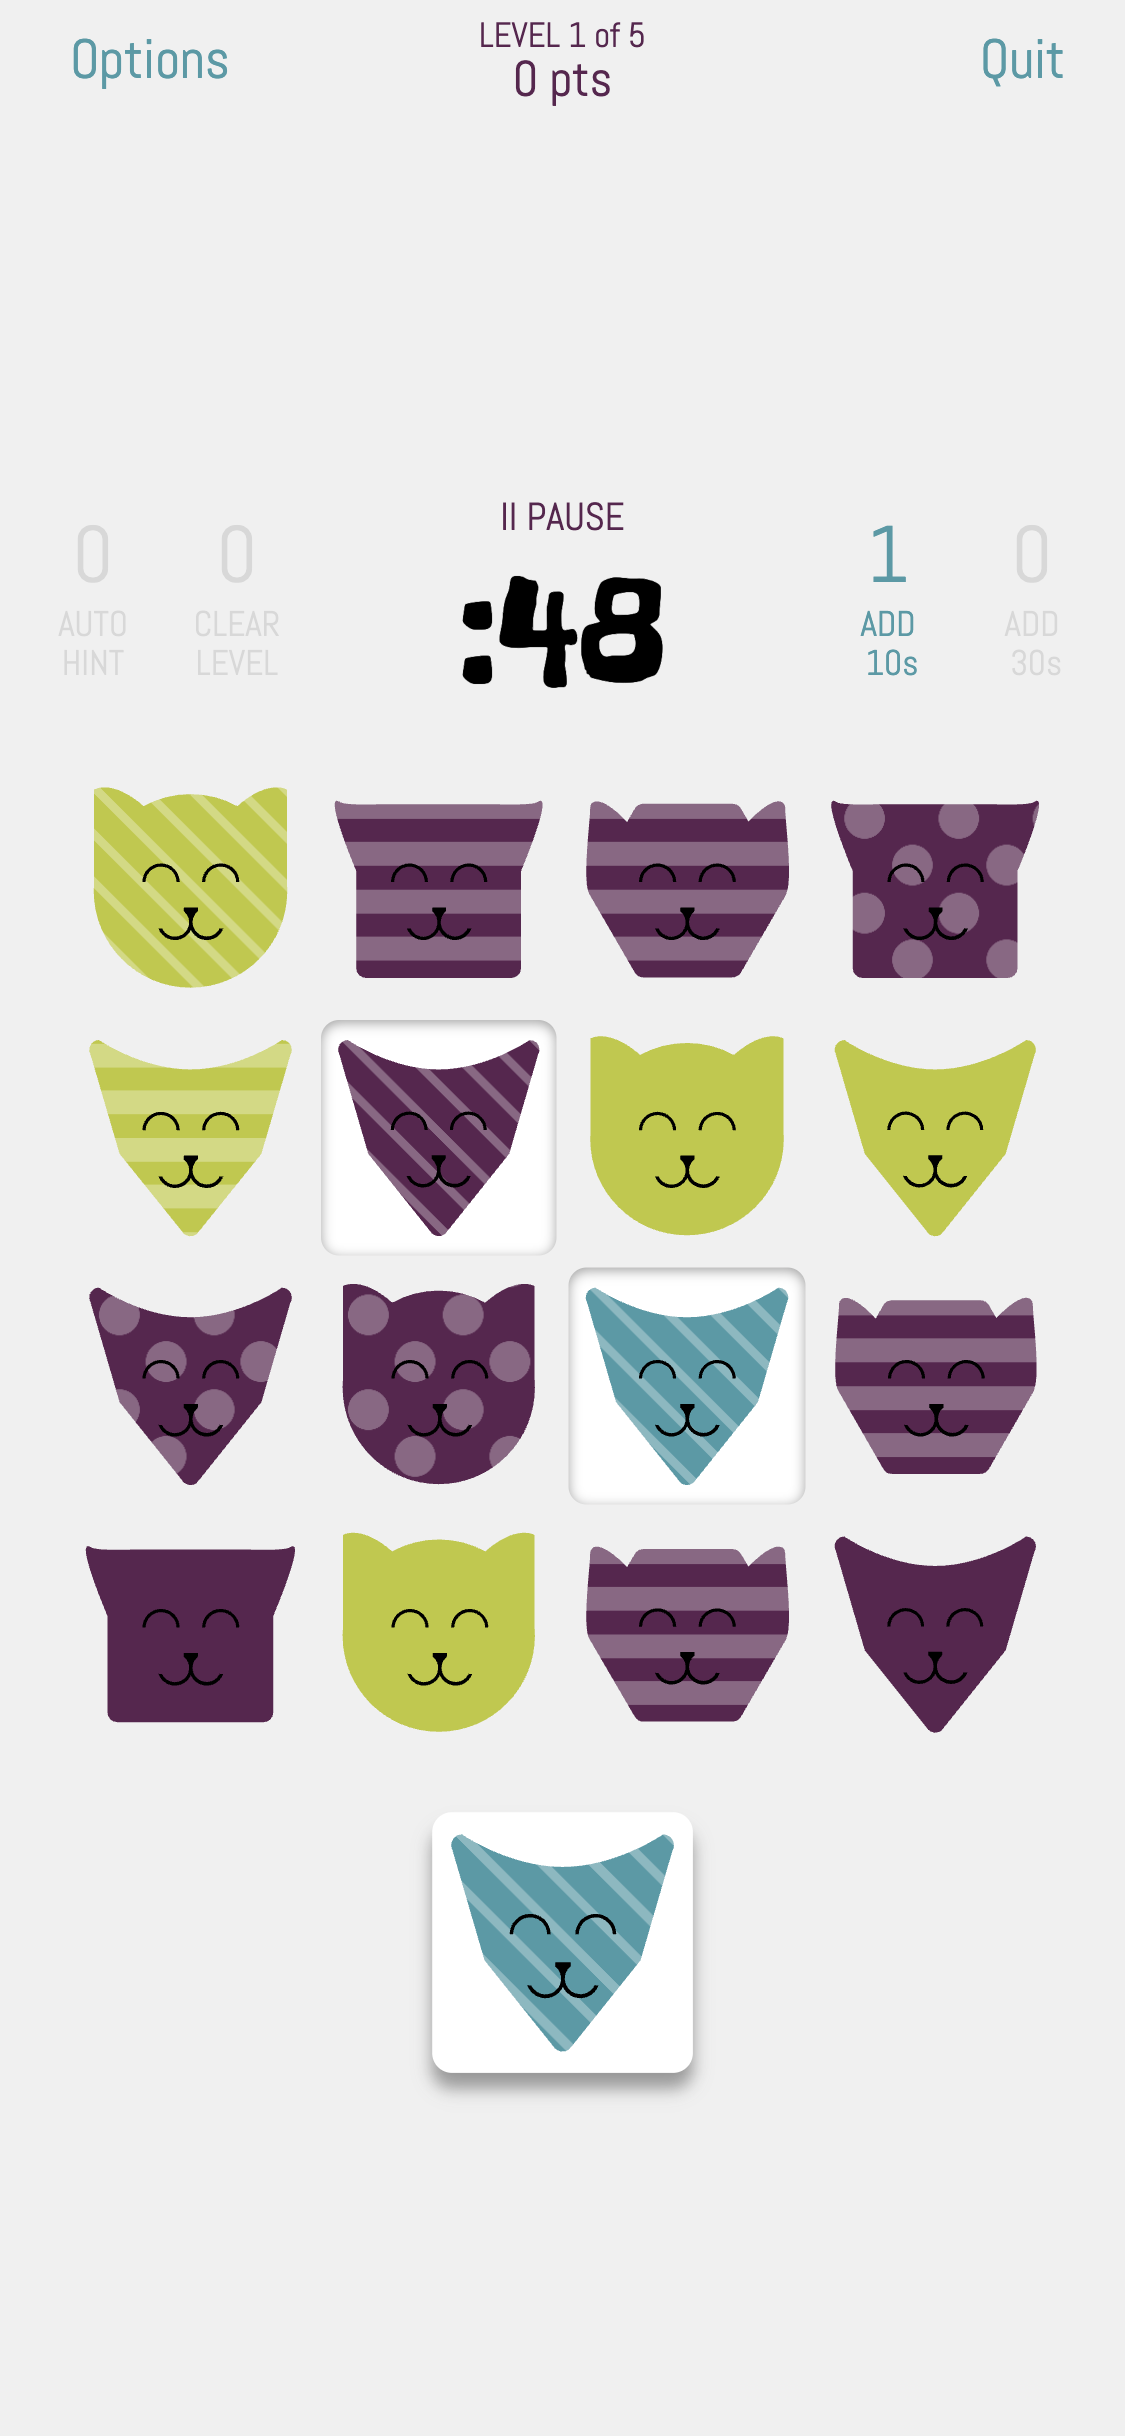 Options
LEVEL 1 of 5
0 pts
Quit
II PAUSE
:48
0
AUTO
HINT
0
CLEAR
LEVEL
1
ADD
10s
0
ADD
30s